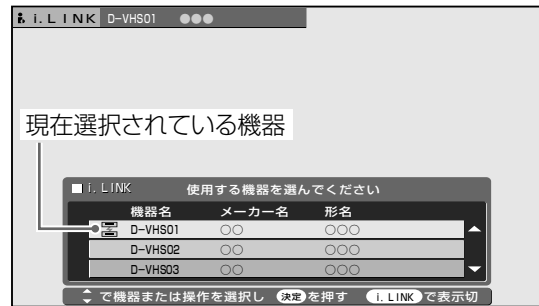 i.LINK D-VHS01 ●●●
現在選択されている機器
i.LINK 使用する機器を選んでください
機器名 メーカー名 形名
D-VHS01 ○○ ○○○
D-VHS02 ○○ ○○○
D-VHS03 ○○ ○○○
で機器または操作を選択し 決定 を押す i.LINK で表示切